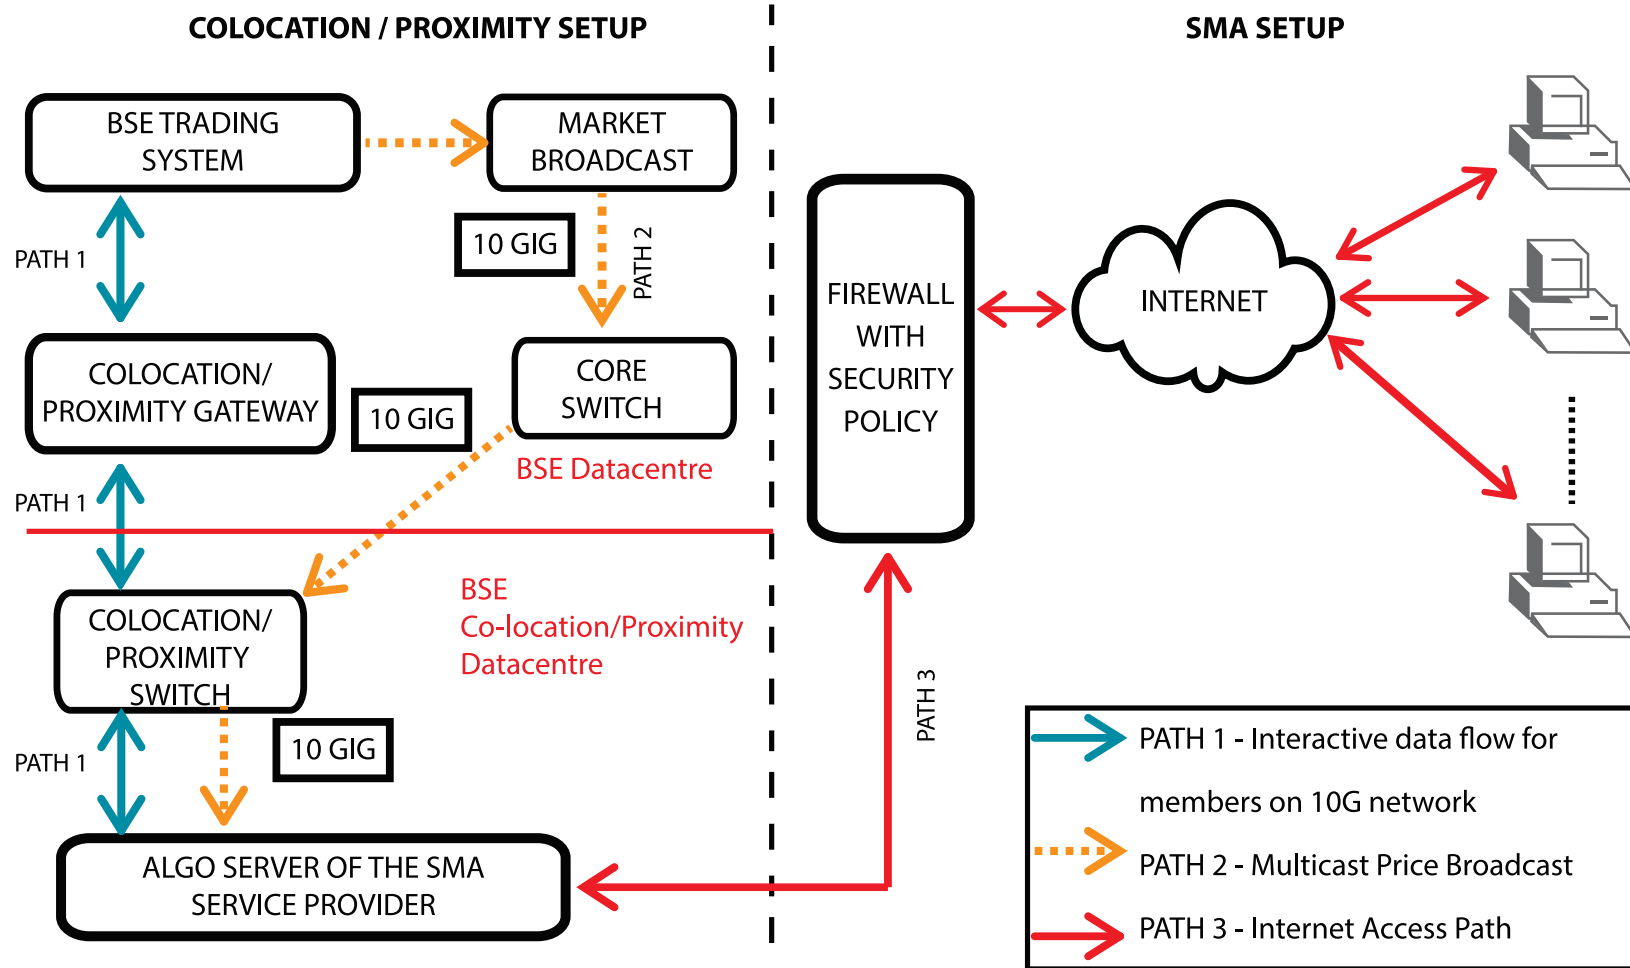 COLOCATION / PROXIMITY SETUP
SMA SETUP
BSE TRADING
SYSTEM
MARKET
BROADCAST
PATH 1
10 GIG
PATH 2
COLOCATION/
PROXIMITY GATEWAY
10 GIG
CORE
SWITCH
BSE Datacentre
PATH 1
COLOCATION/
PROXIMITY
SWITCH
BSE
Co-location/Proximity
Datacentre
PATH 1
10 GIG
ALGO SERVER OF THE SMA
SERVICE PROVIDER
FIREWALL
WITH
SECURITY
POLICY
INTERNET
PATH 3
PATH 1 - Interactive data flow for
members on 10G network
PATH 2 - Multicast Price Broadcast
PATH 3 - Internet Access Path